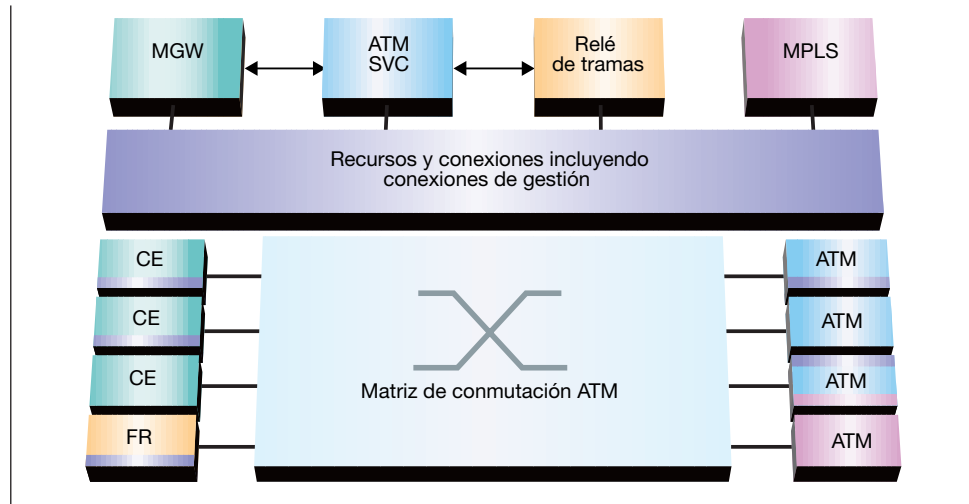 MGW
ATM
SVC
Relé
de tramas
MPLS
Recursos y conexiones incluyendo
conexiones de gestión
CE
ATM
CE
ATM
CE
ATM
Matriz de conmutación ATM
FR
ATM